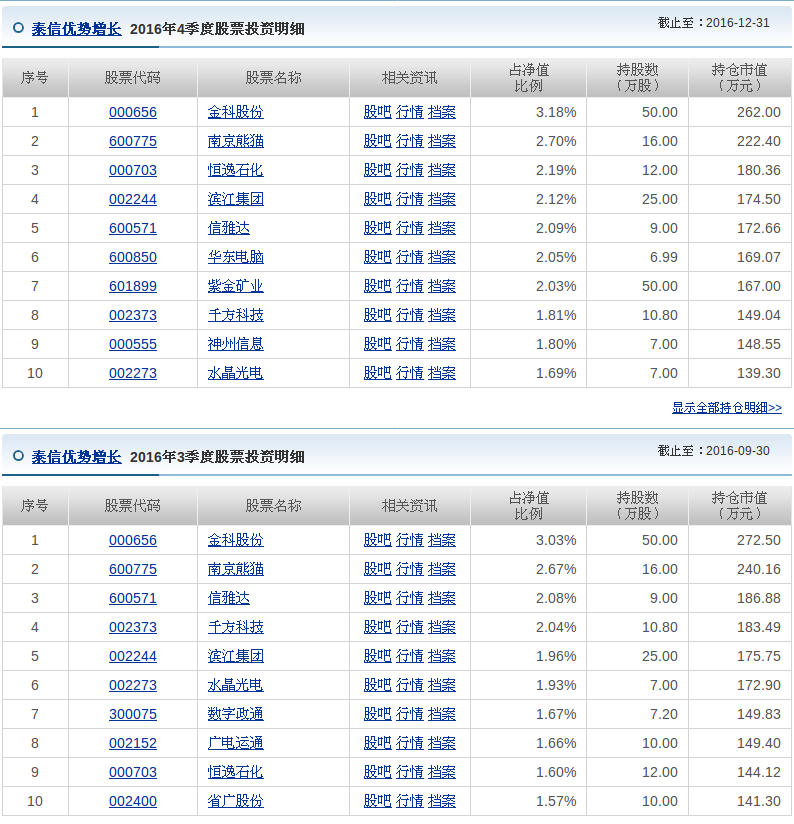 泰信优势增长 2016年4季度股票投资明细 截止至：2016-12-31
序号 股票代码 股票名称 相关资讯 占净值比例 持股数（万股） 持仓市值（万元）
1 000656 金科股份 股吧 行情 档案 3.18% 50.00 262.00
2 600775 南京熊猫 股吧 行情 档案 2.70% 16.00 222.40
3 000703 恒逸石化 股吧 行情 档案 2.19% 12.00 180.36
4 002244 滨江集团 股吧 行情 档案 2.12% 25.00 174.50
5 600571 信雅达 股吧 行情 档案 2.09% 9.00 172.66
6 600850 华东电脑 股吧 行情 档案 2.05% 6.99 169.07
7 601899 紫金矿业 股吧 行情 档案 2.03% 50.00 167.00
8 002373 千方科技 股吧 行情 档案 1.81% 10.80 149.04
9 000555 神州信息 股吧 行情 档案 1.80% 7.00 148.55
10 002273 水晶光电 股吧 行情 档案 1.69% 7.00 139.30
显示全部持仓明细>>
泰信优势增长 2016年3季度股票投资明细 截止至：2016-09-30
序号 股票代码 股票名称 相关资讯 占净值比例 持股数（万股） 持仓市值（万元）
1 000656 金科股份 股吧 行情 档案 3.03% 50.00 272.50
2 600775 南京熊猫 股吧 行情 档案 2.67% 16.00 240.16
3 600571 信雅达 股吧 行情 档案 2.08% 9.00 186.88
4 002373 千方科技 股吧 行情 档案 2.04% 10.80 183.49
5 002244 滨江集团 股吧 行情 档案 1.96% 25.00 175.75
6 002273 水晶光电 股吧 行情 档案 1.93% 7.00 172.90
7 300075 数字政通 股吧 行情 档案 1.67% 7.20 149.83
8 002152 广电运通 股吧 行情 档案 1.66% 10.00 149.40
9 000703 恒逸石化 股吧 行情 档案 1.60% 12.00 144.12
10 002400 省广股份 股吧 行情 档案 1.57% 10.00 141.30